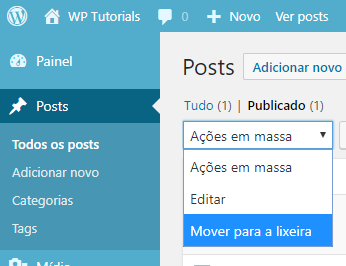 WP Tutorials 0 Novo Ver posts
Painel
Posts
Todos os posts
Adicionar novo
Categorias
Tags
Mídia
Posts Adicionar novo
Tudo (1) | Publicado (1)
Ações em massa
Ações em massa
Editar
Mover para a lixeira